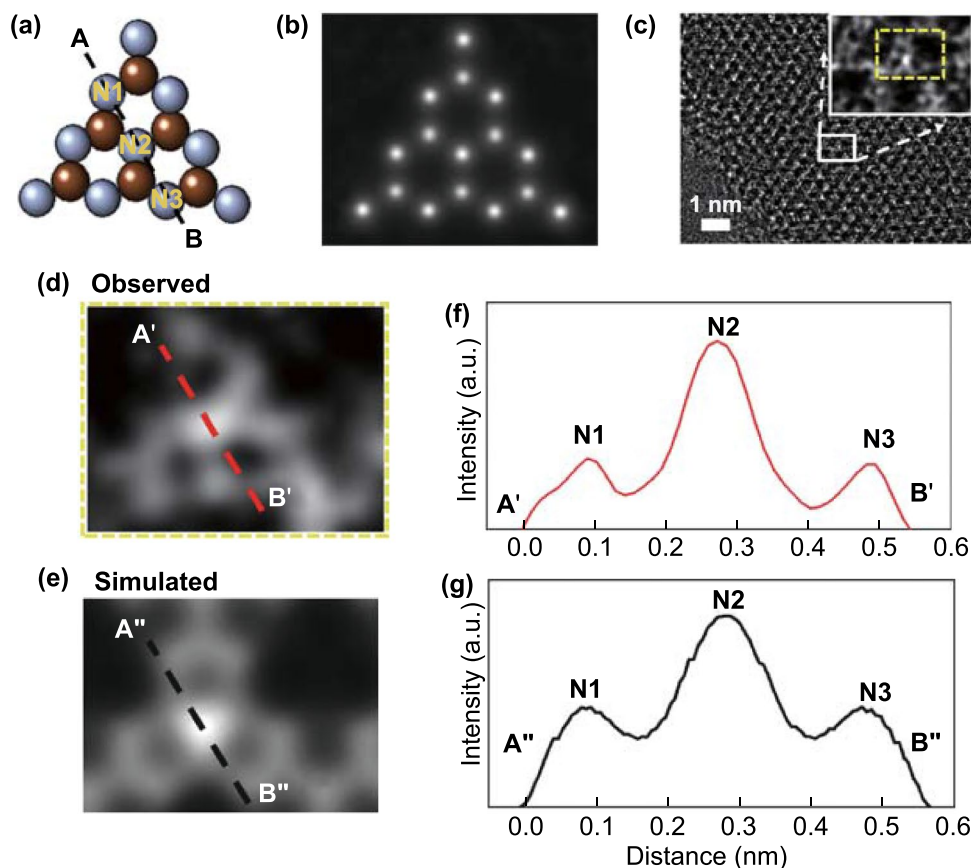 (a)
A
N1
N2
N3
B
(b)
(c)
1 nm
(d) Observed
A'
B'
(e) Simulated
A"
B"
(f)
Intensity (a.u.)
A'
N1
N2
N3
B'
0.0 0.1 0.2 0.3 0.4 0.5 0.6
(g)
Intensity (a.u.)
A"
N1
N2
N3
B"
0.0 0.1 0.2 0.3 0.4 0.5 0.6
Distance (nm)